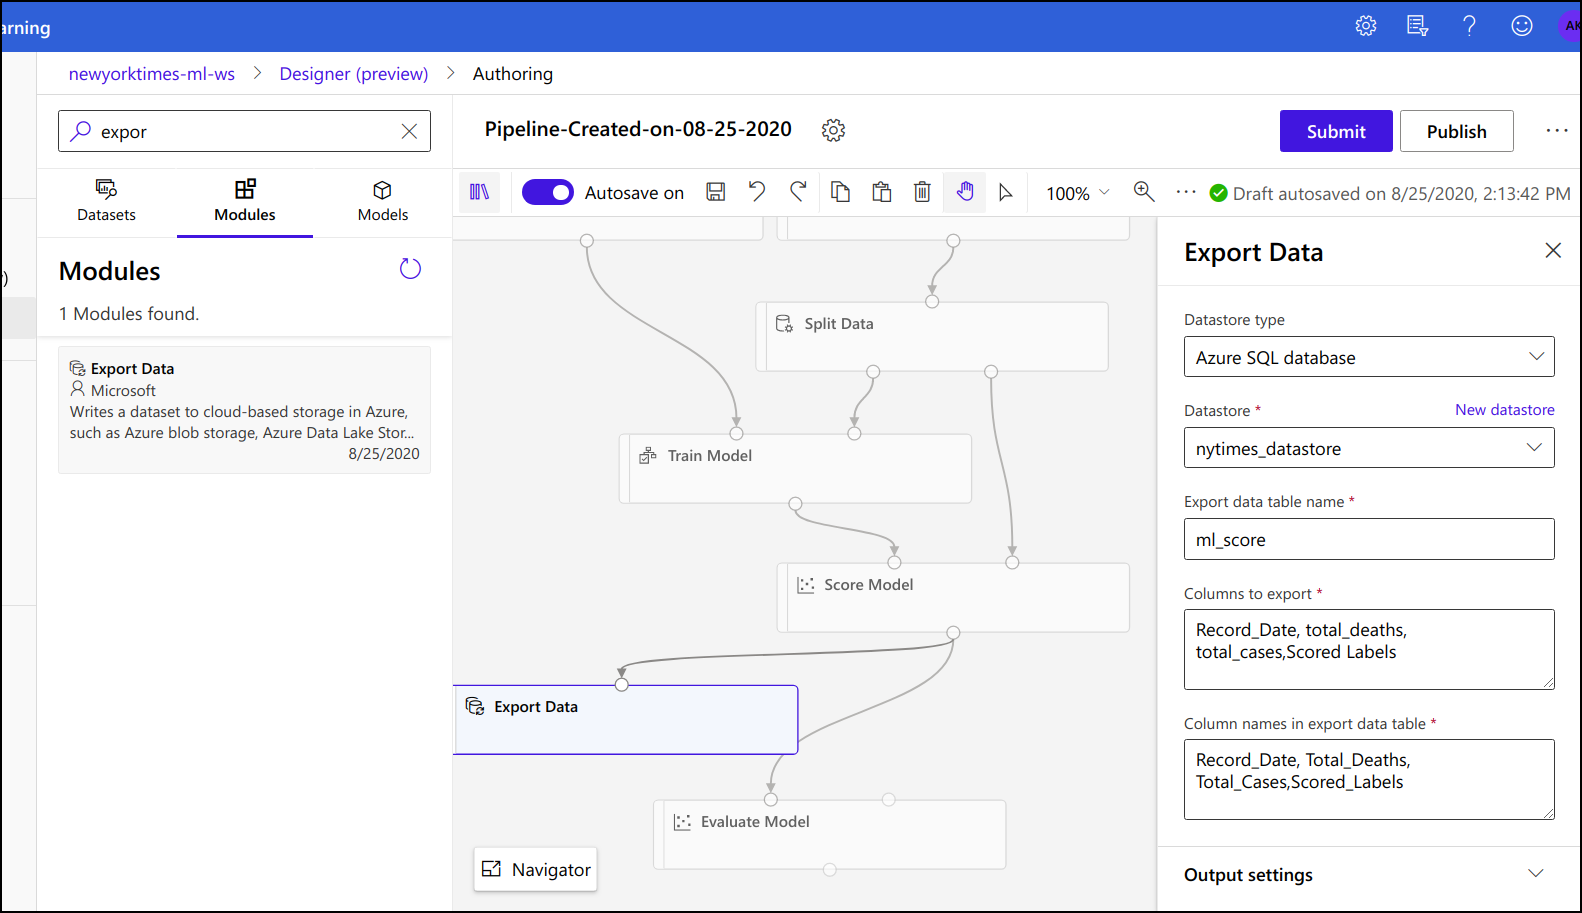 arning
AK
newyorktimes-ml-ws > Designer (preview) > Authoring
expor
Datasets
Modules
Models
Modules
1 Modules found.
Export Data
Microsoft
Writes a dataset to cloud-based storage in Azure,
such as Azure blob storage, Azure Data Lake Stor...
8/25/2020
)
Pipeline-Created-on-08-25-2020
Submit
Publish
Autosave on
100%
Draft autosaved on 8/25/2020, 2:13:42 PM
Split Data
Train Model
Score Model
Export Data
Evaluate Model
Navigator
Export Data
Datastore type
Azure SQL database
Datastore * New datastore
nytimes_datastore
Export data table name *
ml_score
Columns to export *
Record_Date, total_deaths,
total_cases,Scored Labels
Column names in export data table *
Record_Date, Total_Deaths,
Total_Cases,Scored_Labels
Output settings